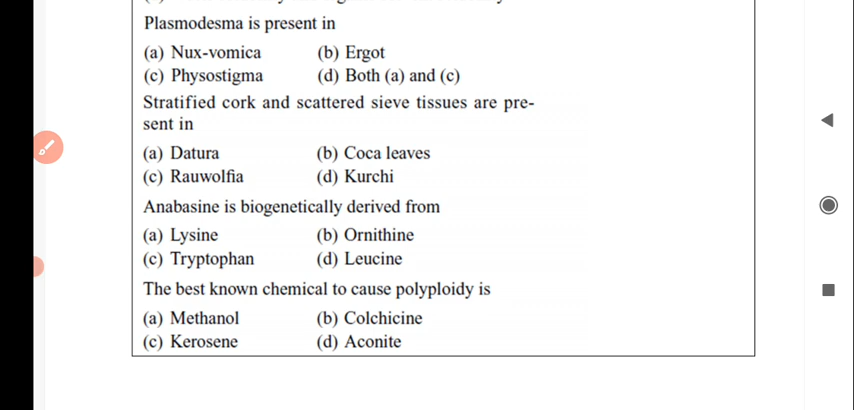 Plasmodesma is present in
(a) Nux-vomica (b) Ergot
(c) Physostigma (d) Both (a) and (c)
Stratified cork and scattered sieve tissues are pre-
sent in
(a) Datura (b) Coca leaves
(c) Rauwolfia (d) Kurchi
Anabasine is biogenetically derived from
(a) Lysine (b) Ornithine
(c) Tryptophan (d) Leucine
The best known chemical to cause polyploidy is
(a) Methanol (b) Colchicine
(c) Kerosene (d) Aconite